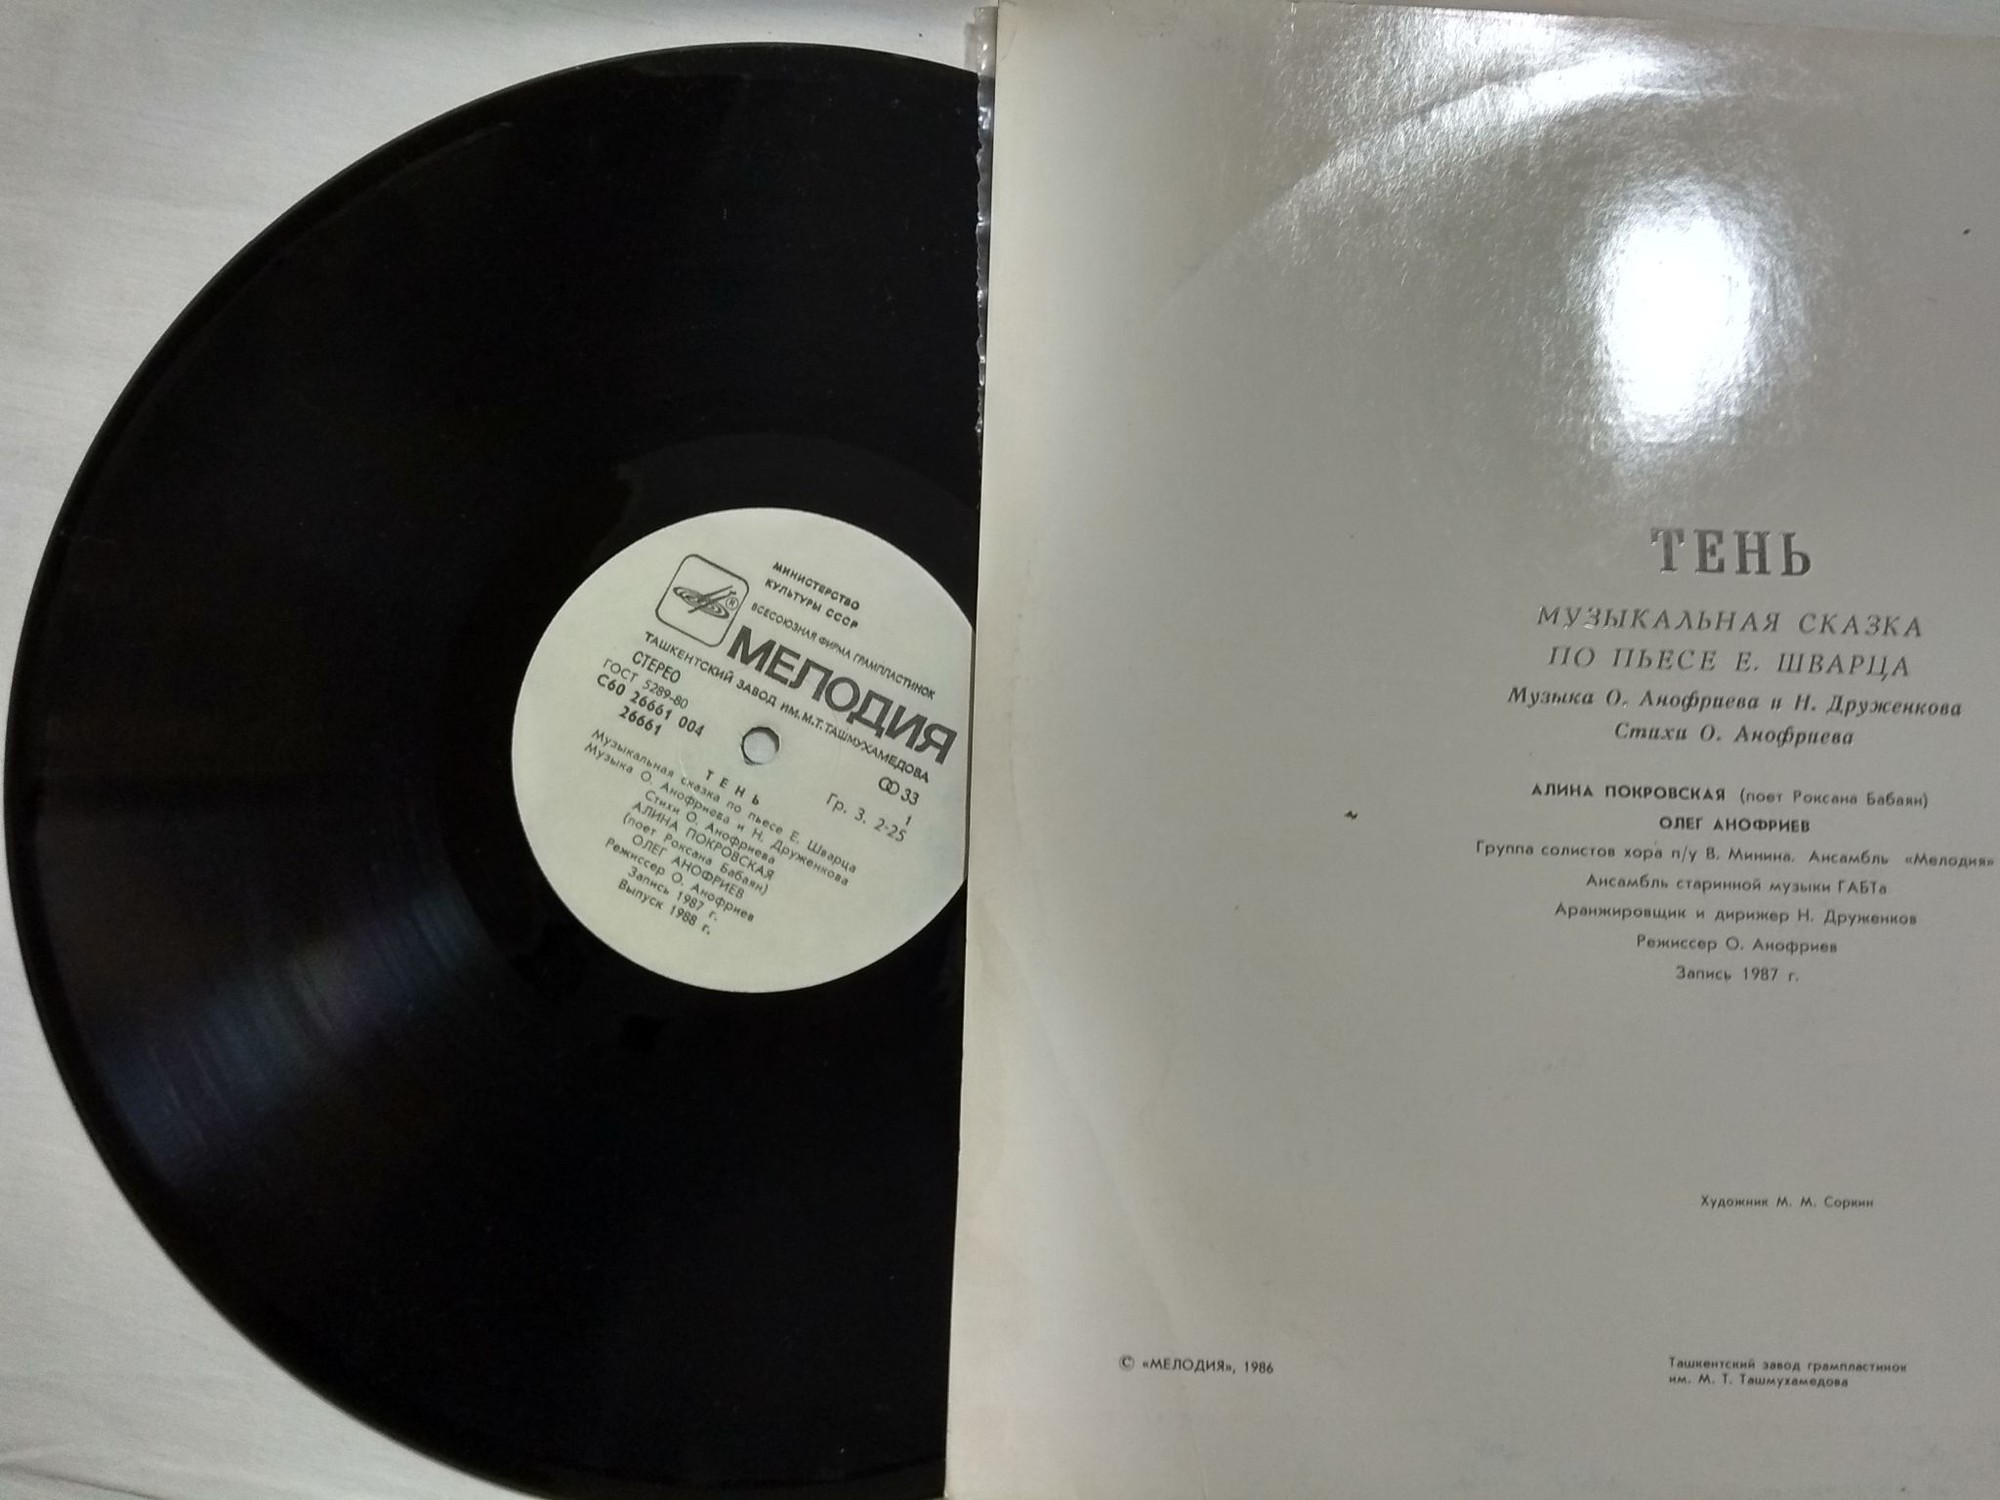 МИНИСТЕРСТВО
КУЛЬТУРЫ СССР
ВСЕСОЮЗНАЯ ФИРМА ГРАМПЛАСТИНОК
МЕЛОДИЯ
®
ТАШКЕНТСКИЙ ЗАВОД ИМ. М.Т. ТАШМУХАМЕДОВА
СТЕРЕО
ГОСТ 5289-80
С60 26661 004
26661
33
1
Гр. 3. 2-25
ТЕНЬ
Музыкальная сказка по пьесе Е. Шварца
Музыка О. Анофриева и Н. Друженкова
Стихи О. Анофриева
АЛИНА ПОКРОВСКАЯ
(поет Роксана Бабаян)
ОЛЕГ АНОФРИЕВ
Режиссер О. Анофриев
Запись 1987 г.
Выпуск 1988 г.
ТЕНЬ
МУЗЫКАЛЬНАЯ СКАЗКА
ПО ПЬЕСЕ Е. ШВАРЦА
Музыка О. Анофриева и Н. Друженкова
Стихи О. Анофриева
АЛИНА ПОКРОВСКАЯ (поет Роксана Бабаян)
ОЛЕГ АНОФРИЕВ
Группа солистов хора п/у В. Минина. Ансамбль «Мелодия»
Ансамбль старинной музыки ГАБТа
Аранжировщик и дирижер Н. Друженков
Режиссер О. Анофриев
Запись 1987 г.
Художник М. М. Соркин
© «МЕЛОДИЯ», 1986
Ташкентский завод грампластинок
им. М. Т. Ташмухамедова